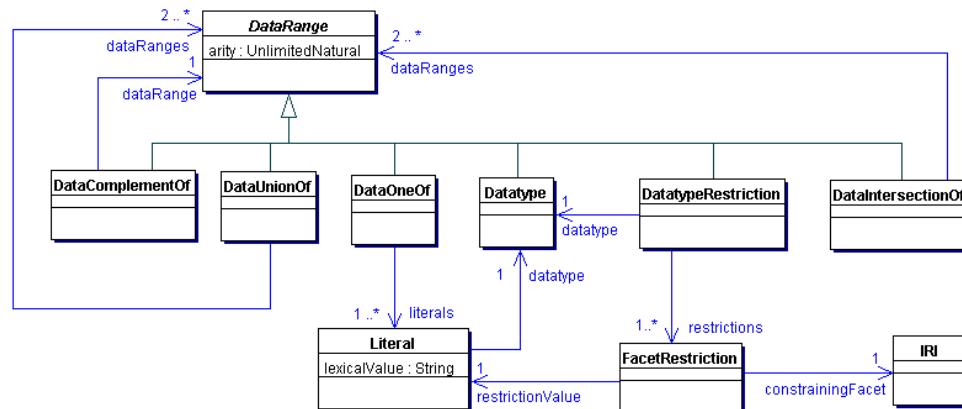 DataRange
arity : UnlimitedNatural
2 .. *
dataRanges
1
dataRange
2 .. *
dataRanges
DataComplementOf
DataUnionOf
DataOneOf
Datatype
DatatypeRestriction
DataIntersectionOf
1
datatype
1
datatype
1 .. *
literals
1..*
restrictions
Literal
lexicalValue : String
1
restrictionValue
FacetRestriction
1
constrainingFacet
IRI